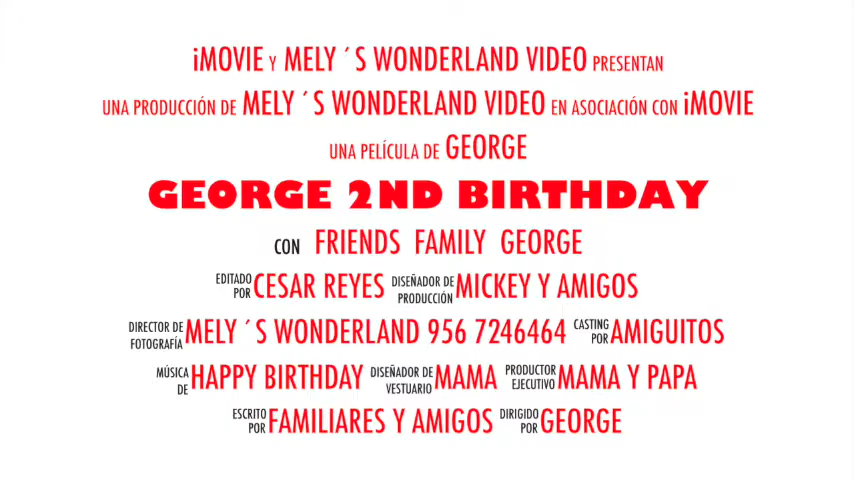 iMOVIE Y MELY ´S WONDERLAND VIDEO PRESENTAN
UNA PRODUCCIÓN DE MELY ´S WONDERLAND VIDEO EN ASOCIACIÓN CON iMOVIE
UNA PELÍCULA DE GEORGE
GEORGE 2ND BIRTHDAY
CON FRIENDS FAMILY GEORGE
EDITADO POR CESAR REYES DISEÑADOR DE PRODUCCIÓN MICKEY Y AMIGOS
DIRECTOR DE FOTOGRAFÍA MELY ´S WONDERLAND 956 7246464 CASTING POR AMIGUITOS
MÚSICA DE HAPPY BIRTHDAY DISEÑADOR DE VESTUARIO MAMA PRODUCTOR EJECUTIVO MAMA Y PAPA
ESCRITO POR FAMILIARES Y AMIGOS DIRIGIDO POR GEORGE